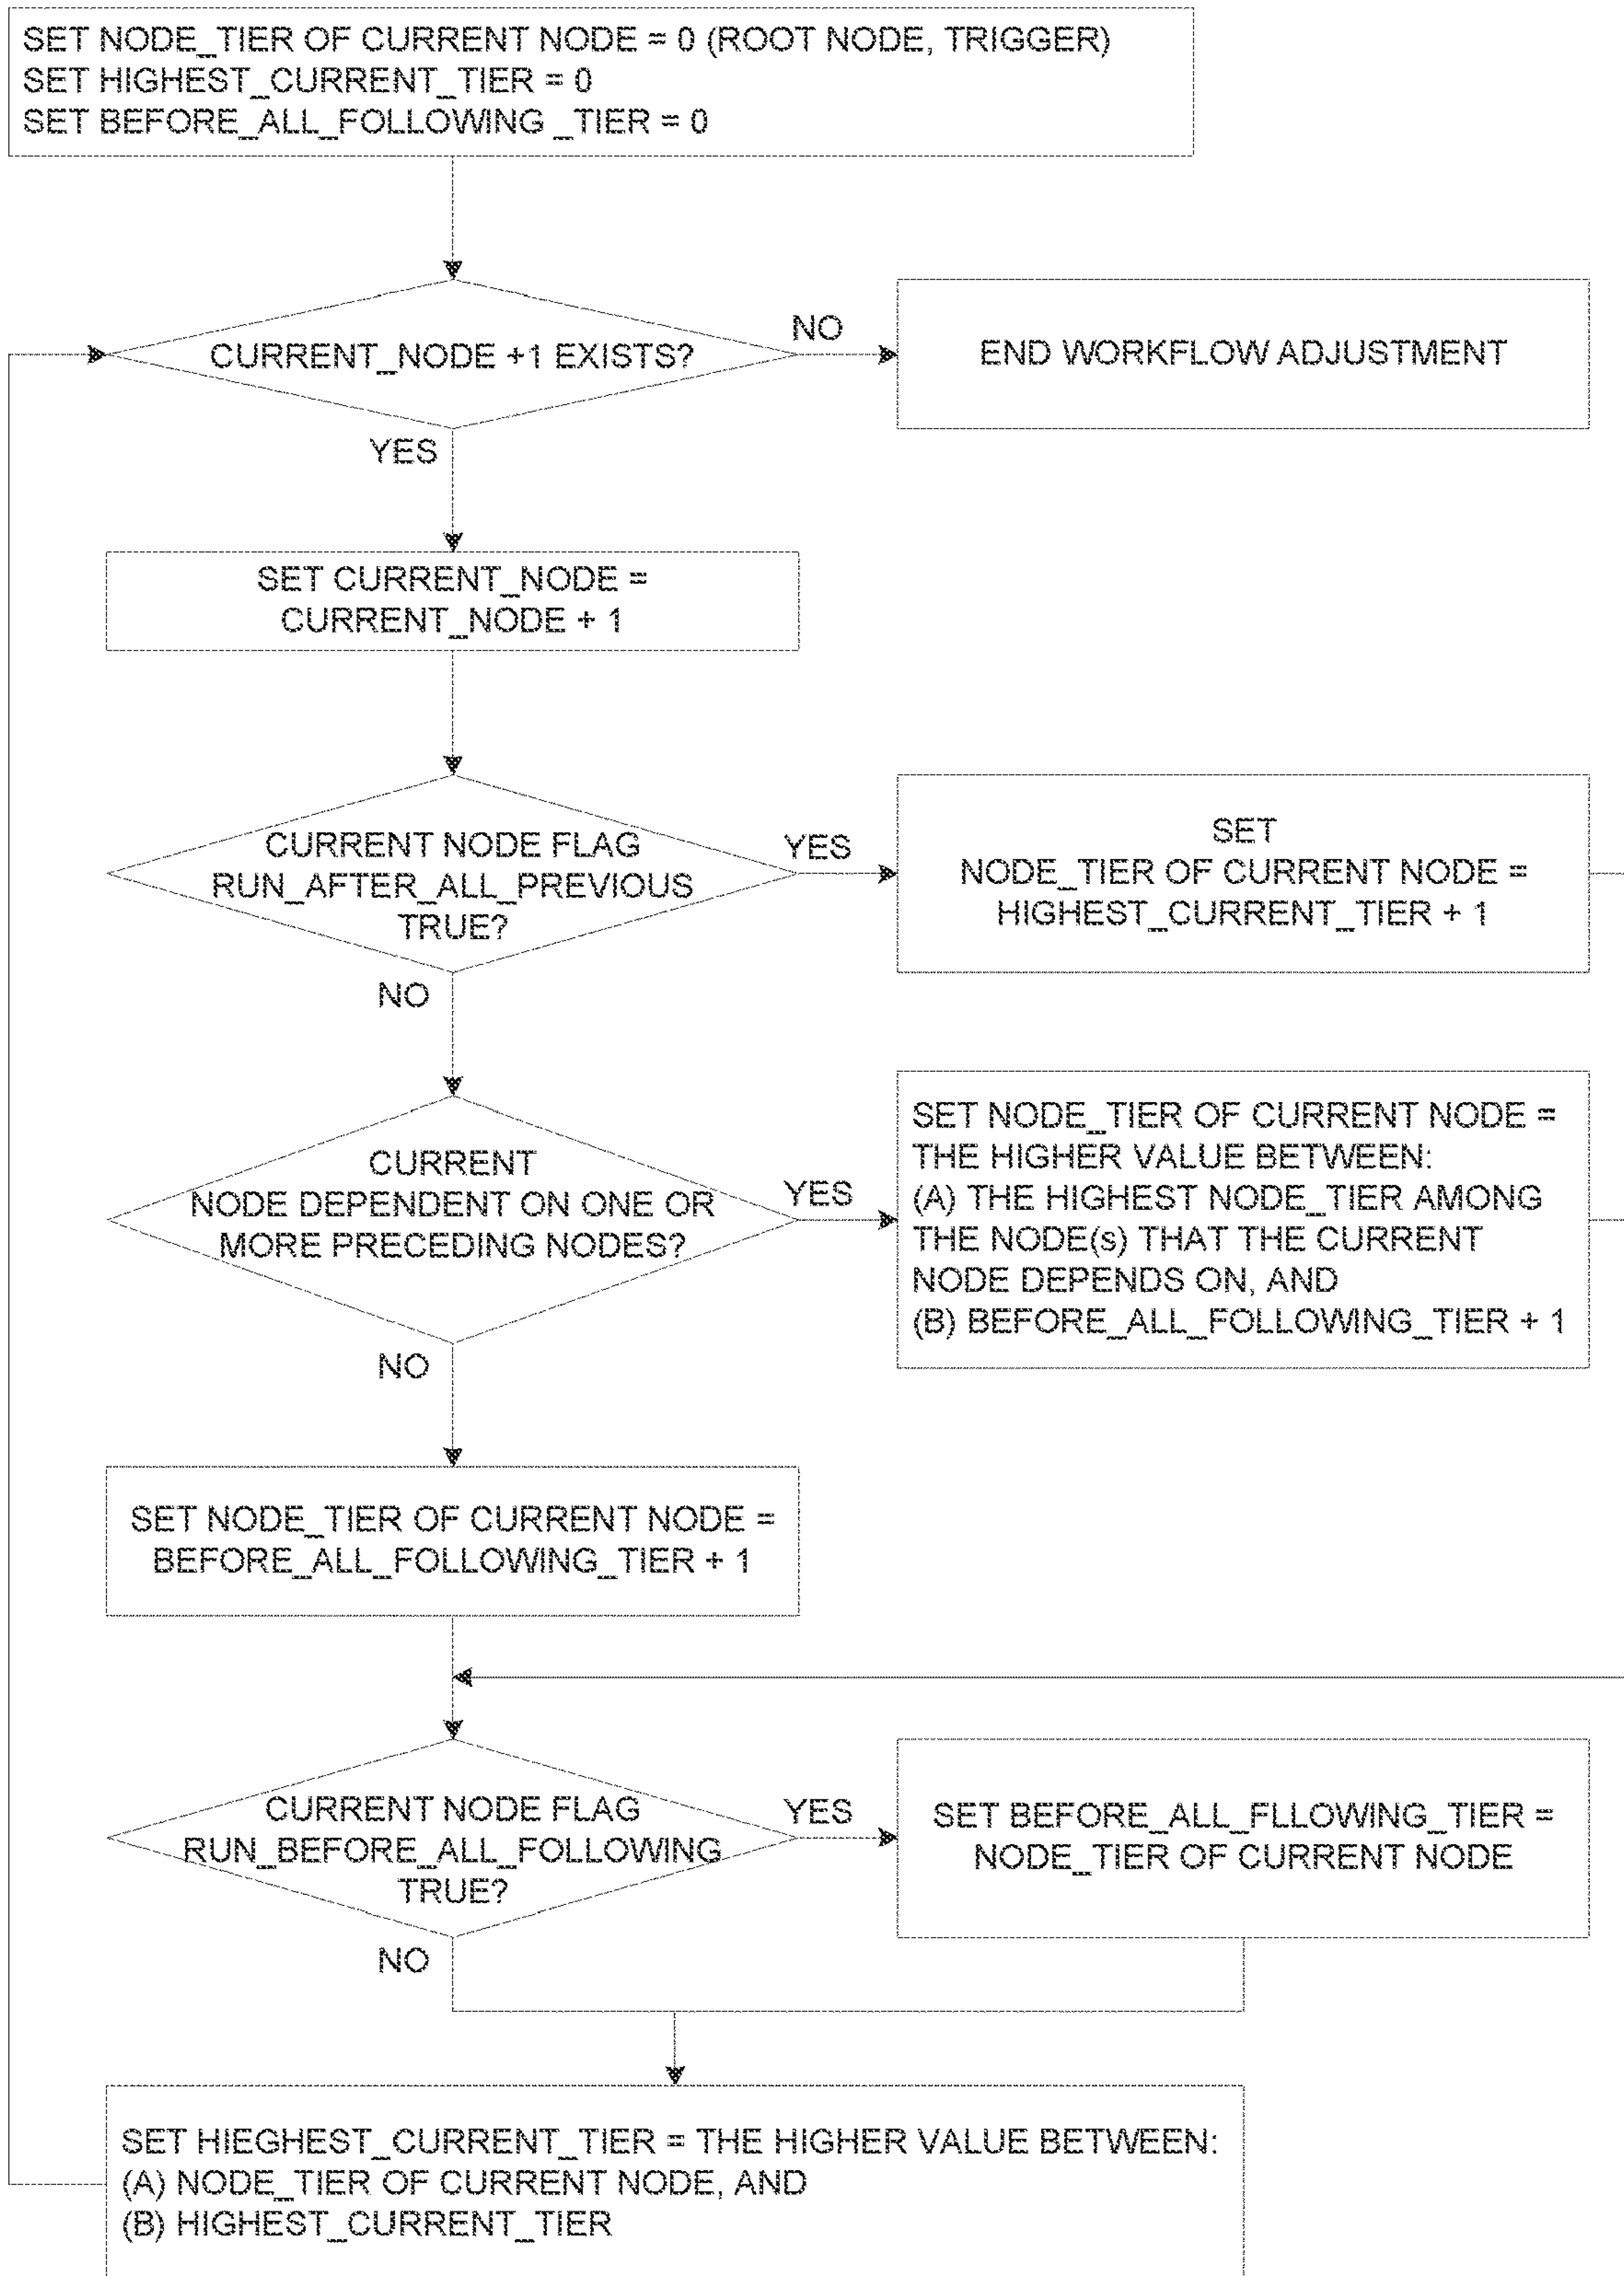 SET NODE_TIER OF CURRENT NODE = 0 (ROOT NODE, TRIGGER)
SET HIGHEST_CURRENT_TIER = 0
SET BEFORE_ALL_FOLLOWING _TIER = 0
CURRENT_NODE +1 EXISTS?
NO
END WORKFLOW ADJUSTMENT
YES
SET CURRENT_NODE =
CURRENT_NODE + 1
CURRENT NODE FLAG
RUN_AFTER_ALL_PREVIOUS
TRUE?
YES
SET
NODE_TIER OF CURRENT NODE =
HIGHEST_CURRENT_TIER + 1
NO
CURRENT
NODE DEPENDENT ON ONE OR
MORE PRECEDING NODES?
YES
SET NODE_TIER OF CURRENT NODE =
THE HIGHER VALUE BETWEEN:
(A) THE HIGHEST NODE_TIER AMONG
THE NODE(s) THAT THE CURRENT
NODE DEPENDS ON, AND
(B) BEFORE_ALL_FOLLOWING_TIER + 1
NO
SET NODE_TIER OF CURRENT NODE =
BEFORE_ALL_FOLLOWING_TIER + 1
CURRENT NODE FLAG
RUN_BEFORE_ALL_FOLLOWING
TRUE?
YES
SET BEFORE_ALL_FLLOWING_TIER =
NODE_TIER OF CURRENT NODE
NO
SET HIEGHEST_CURRENT_TIER = THE HIGHER VALUE BETWEEN:
(A) NODE_TIER OF CURRENT NODE, AND
(B) HIGHEST_CURRENT_TIER